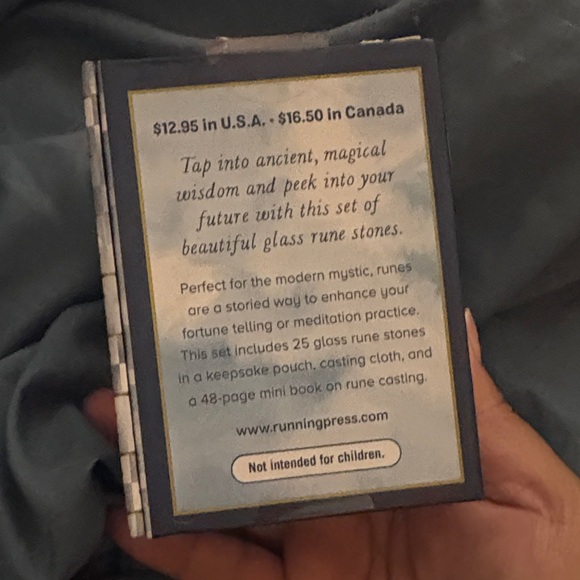 $12.95 in U.S.A. - $16.50 in Canada
Tap into ancient, magical
wisdom and peek into your
future with this set of
beautiful glass rune stones.
Perfect for the modern mystic, runes
are a storied way to enhance your
fortune telling or meditation practice.
This set includes 25 glass rune stones
in a keepsake pouch, casting cloth, and
a 48-page mini book on rune casting.
www.runningpress.com
Not intended for children.